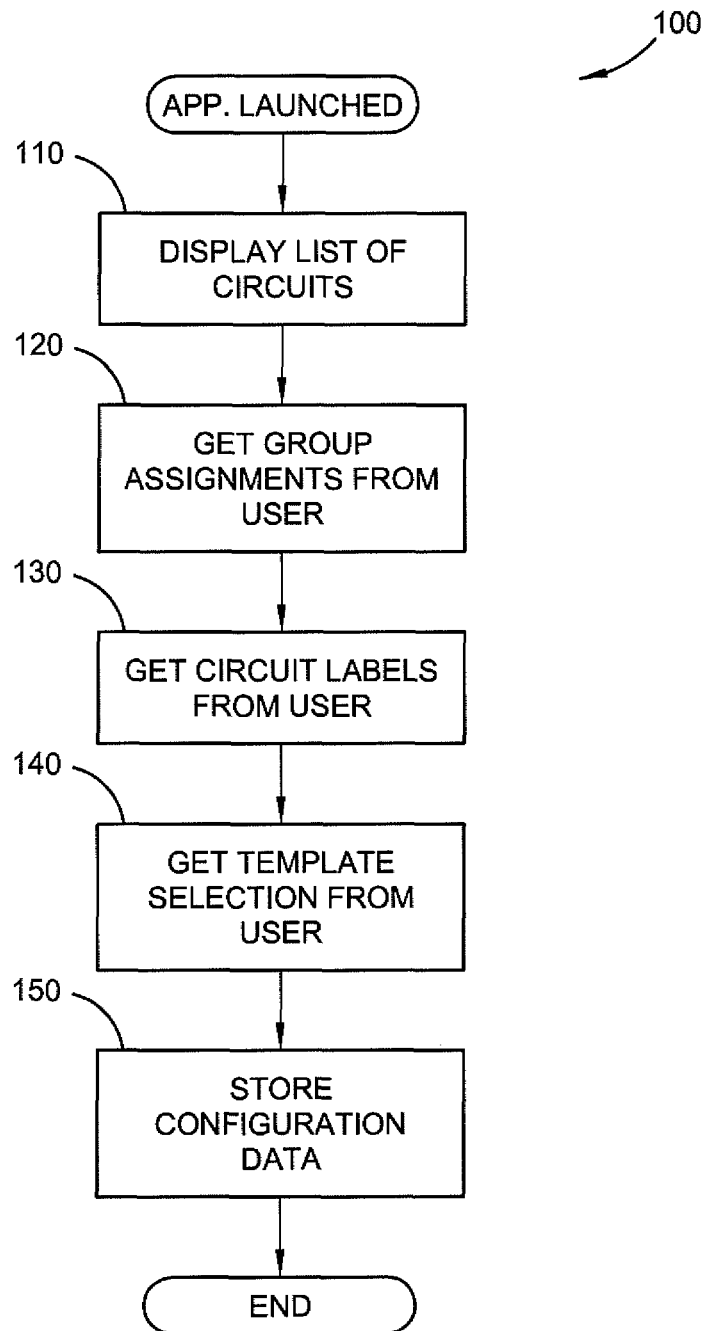 100
APP. LAUNCHED
110
DISPLAY LIST OF
CIRCUITS
120
GET GROUP
ASSIGNMENTS FROM
USER
130
GET CIRCUIT LABELS
FROM USER
140
GET TEMPLATE
SELECTION FROM
USER
150
STORE
CONFIGURATION
DATA
END